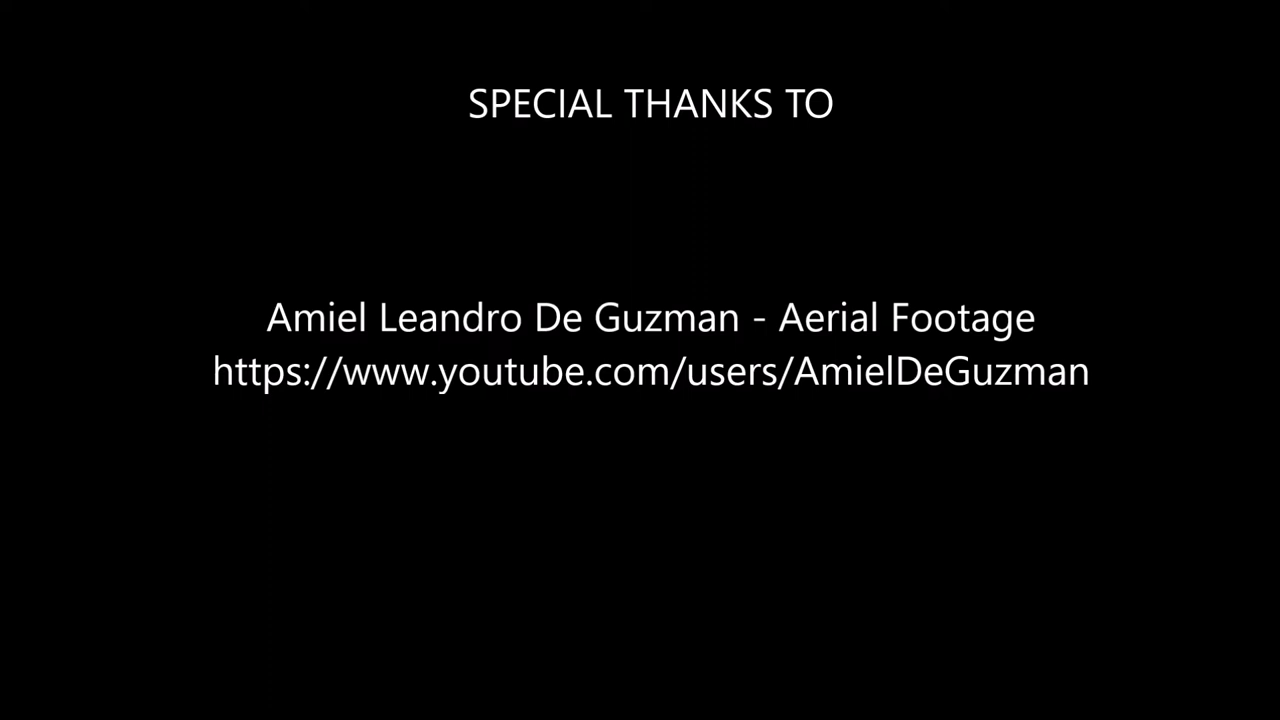 SPECIAL THANKS TO
Amiel Leandro De Guzman - Aerial Footage
https://www.youtube.com/users/AmielDeGuzman